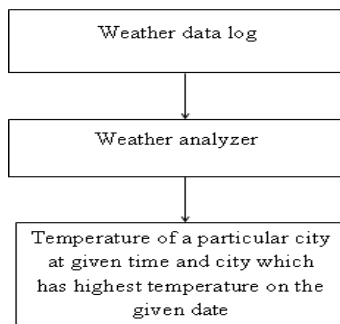 Weather data log
Weather analyzer
Temperature of a particular city
at given time and city which
has highest temperature on the
given date